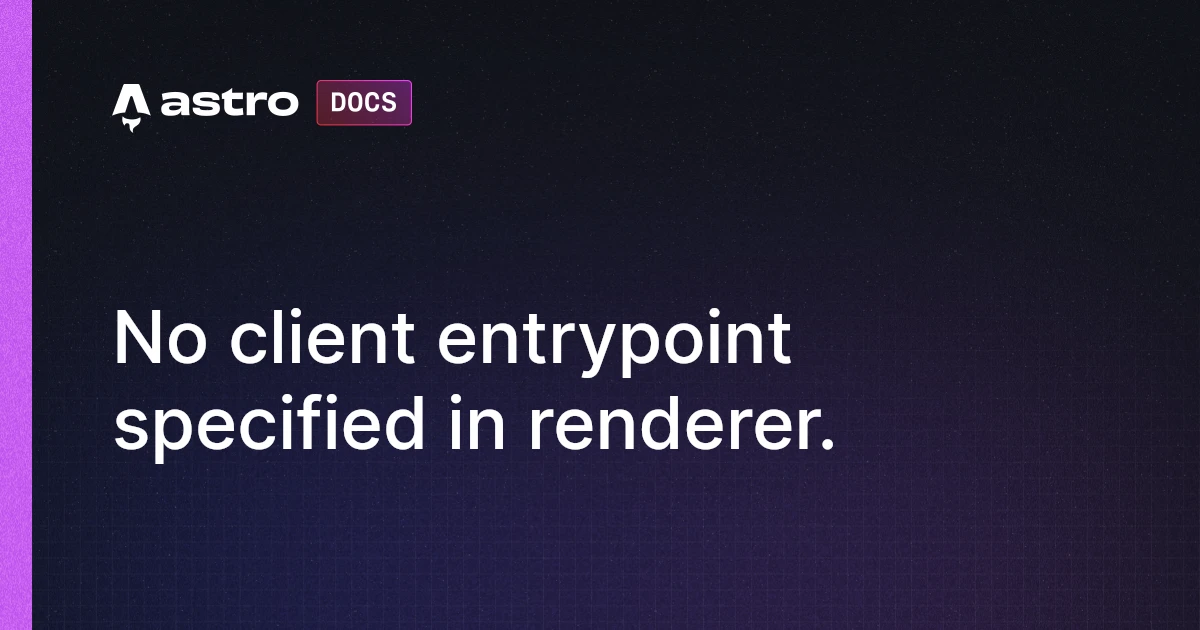 astro DOCS
No client entrypoint
specified in renderer.